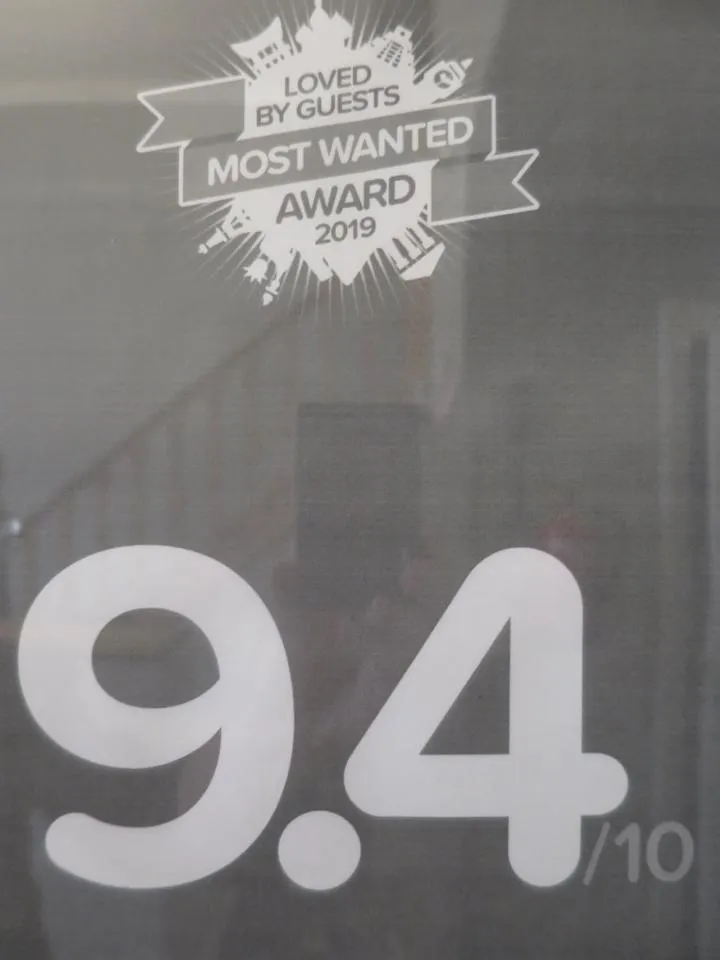 LOVED
BY GUESTS
MOST WANTED
AWARD
2019
9.4/10